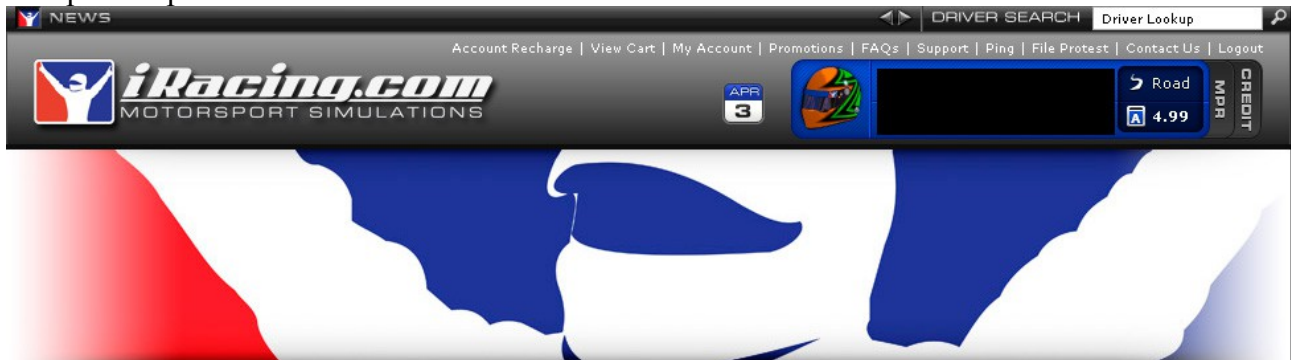 NEWS
DRIVER SEARCH
Driver Lookup
Account Recharge | View Cart | My Account | Promotions | FAQs | Support | Ping | File Protest | Contact Us | Logout
iRacing.com
MOTORSPORT SIMULATIONS
APR
3
Road
A 4.99
MPR
CREDIT